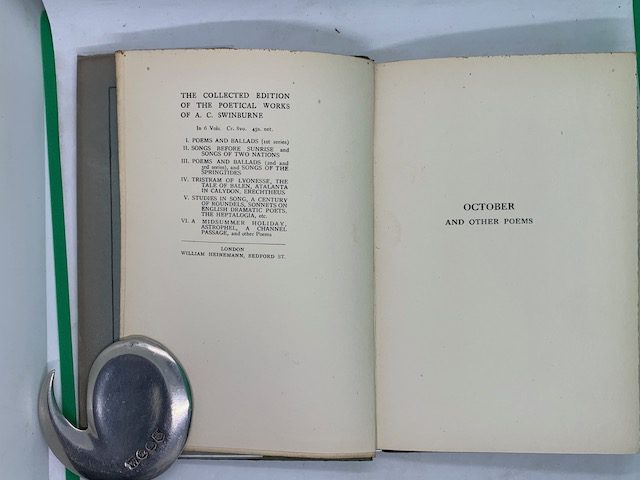 THE COLLECTED EDITION
OF THE POETICAL WORKS
OF A. C. SWINBURNE
In 6 Vols. Cr. 8vo. 45s. net.
I. POEMS AND BALLADS (1st series)
II. SONGS BEFORE SUNRISE and
SONGS OF TWO NATIONS
III. POEMS AND BALLADS (2nd and
3rd series), and SONGS OF THE
SPRINGTIDES
IV. TRISTRAM OF LYONESSE, THE
TALE OF BALEN, ATALANTA
IN CALYDON, ERECHTHEUS
V. STUDIES IN SONG, A CENTURY
OF ROUNDELS, SONNETS ON
ENGLISH DRAMATIC POETS,
THE HEPTALOGIA, etc.
VI. A MIDSUMMER HOLIDAY,
ASTROPHEL, A CHANNEL
PASSAGE, and other Poems
LONDON
WILLIAM HEINEMANN, BEDFORD ST.
OCTOBER
AND OTHER POEMS